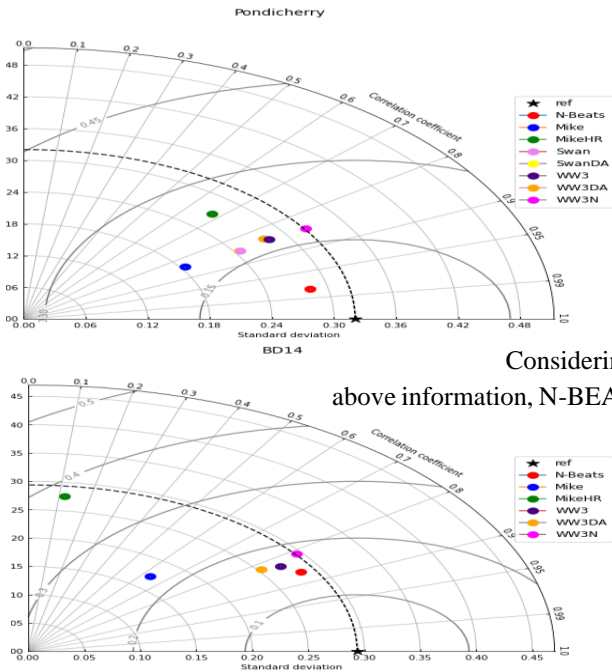 Pondicherry
0.0 0.1 0.2 0.3 0.4 0.5 0.6 0.7 0.8 0.9 0.95 0.99 1.0
Correlation coefficient
48
42
36
30
24
18
12
06
00
0.45
0.30
0.15
0.06 0.12 0.18 0.24 0.30 0.36 0.42 0.48
Standard deviation
ref
N-Beats
Mike
MikeHR
Swan
SwanDA
WW3
WW3DA
WW3N
Considerin
above information, N-BEA
BD14
0.0 0.1 0.2 0.3 0.4 0.5 0.6 0.7 0.8 0.9 0.95 0.99 1.0
Correlation coefficient
45
40
35
30
25
20
15
10
05
00
0.5
0.4
0.3
0.2
0.1
0.05 0.10 0.15 0.20 0.25 0.30 0.35 0.40 0.45
Standard deviation
ref
N-Beats
Mike
MikeHR
WW3
WW3DA
WW3N